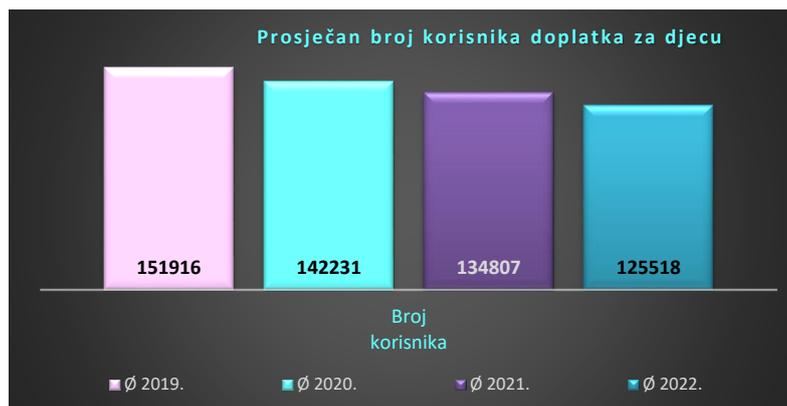 Prosječan broj korisnika doplatka za djecu
151916
142231
134807
125518
Broj
korisnika
Ø 2019.
Ø 2020.
Ø 2021.
Ø 2022.